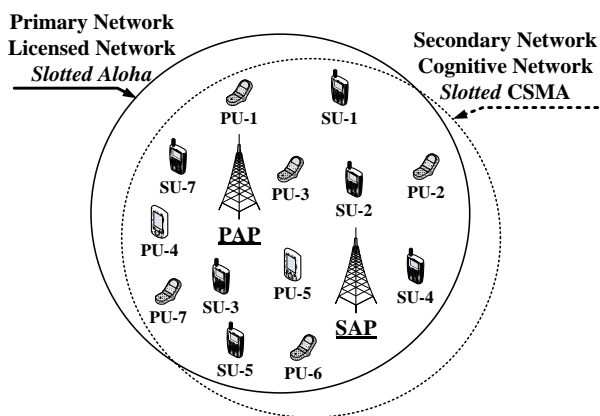 Primary Network
Licensed Network
Slotted Aloha
Secondary Network
Cognitive Network
Slotted CSMA
PU-1
SU-1
SU-7
PU-3
SU-2
PU-2
PU-4
PAP
PU-7
SU-3
PU-5
SU-4
SAP
SU-5
PU-6